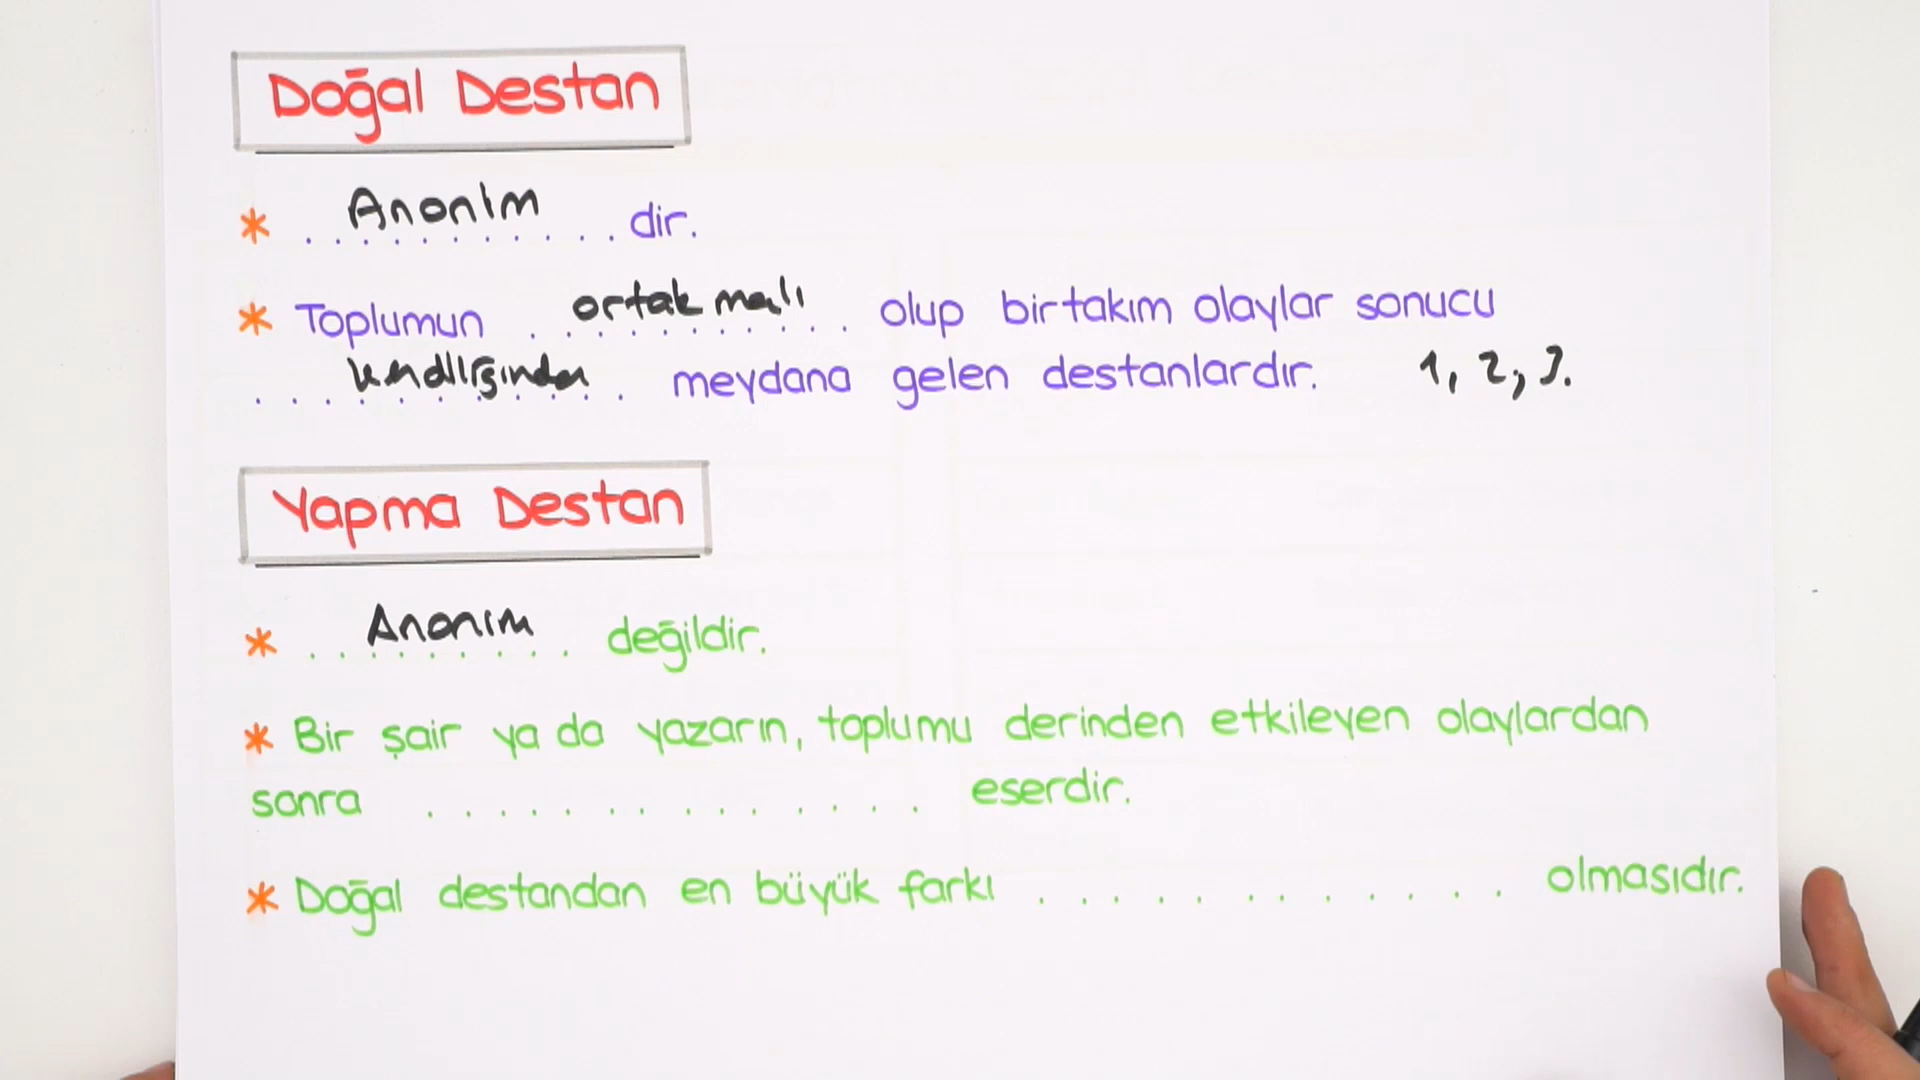 Doğal Destan
* Anonim ........... dir.
* Toplumun ortak malı ........... olup birtakım olaylar sonucu
kendliğinden ............ meydana gelen destanlardır. 1, 2, 3.
Yapma Destan
* Anonim ......... değildir.
* Bir şair ya da yazarın, toplumu derinden etkileyen olaylardan
sonra ............ eserdir.
* Doğal destandan en büyük farkı ............ olmasıdır.